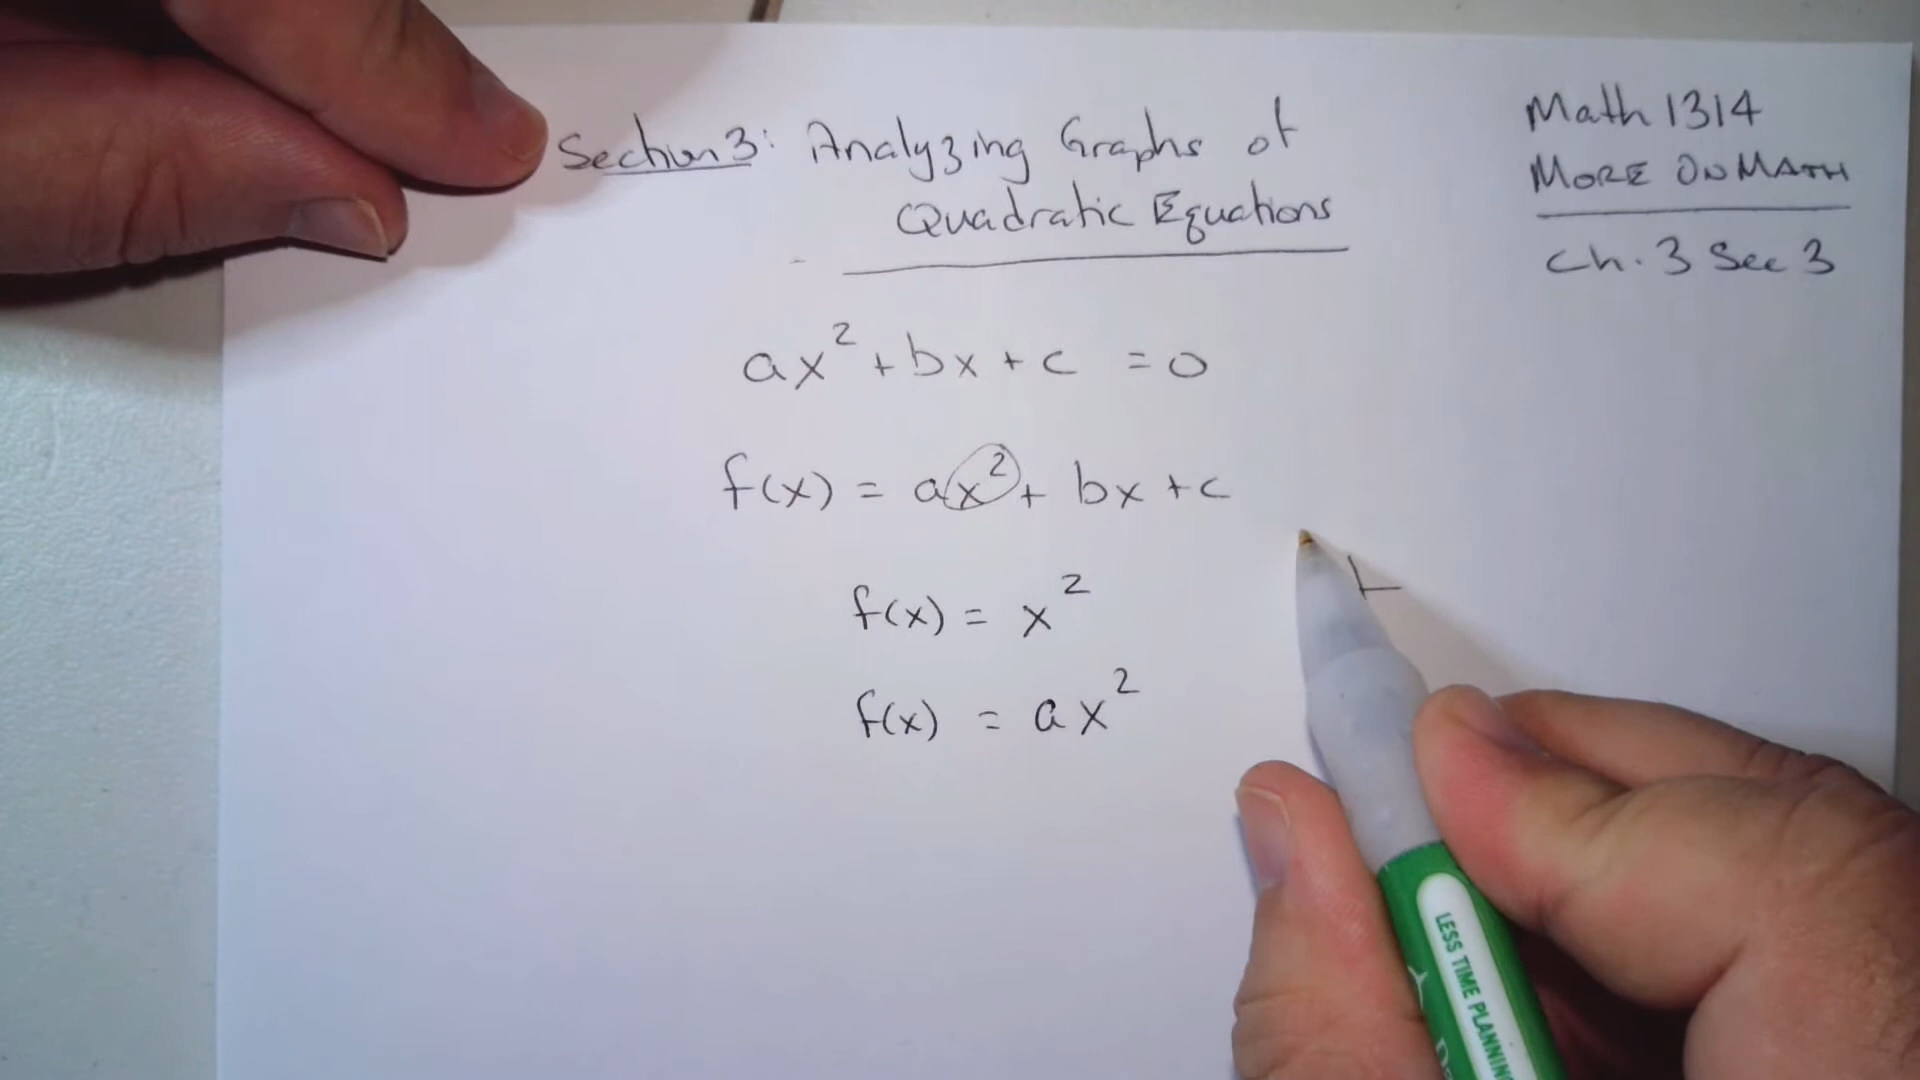 Section 3: Analyzing Graphs of
Quadratic Equations
Math 1314
MORE ON MATH
Ch. 3 Sec 3
ax² + bx + c = 0
f(x) = ax² + bx + c
f(x) = x²
f(x) = ax²
LESS TIME PLANNING